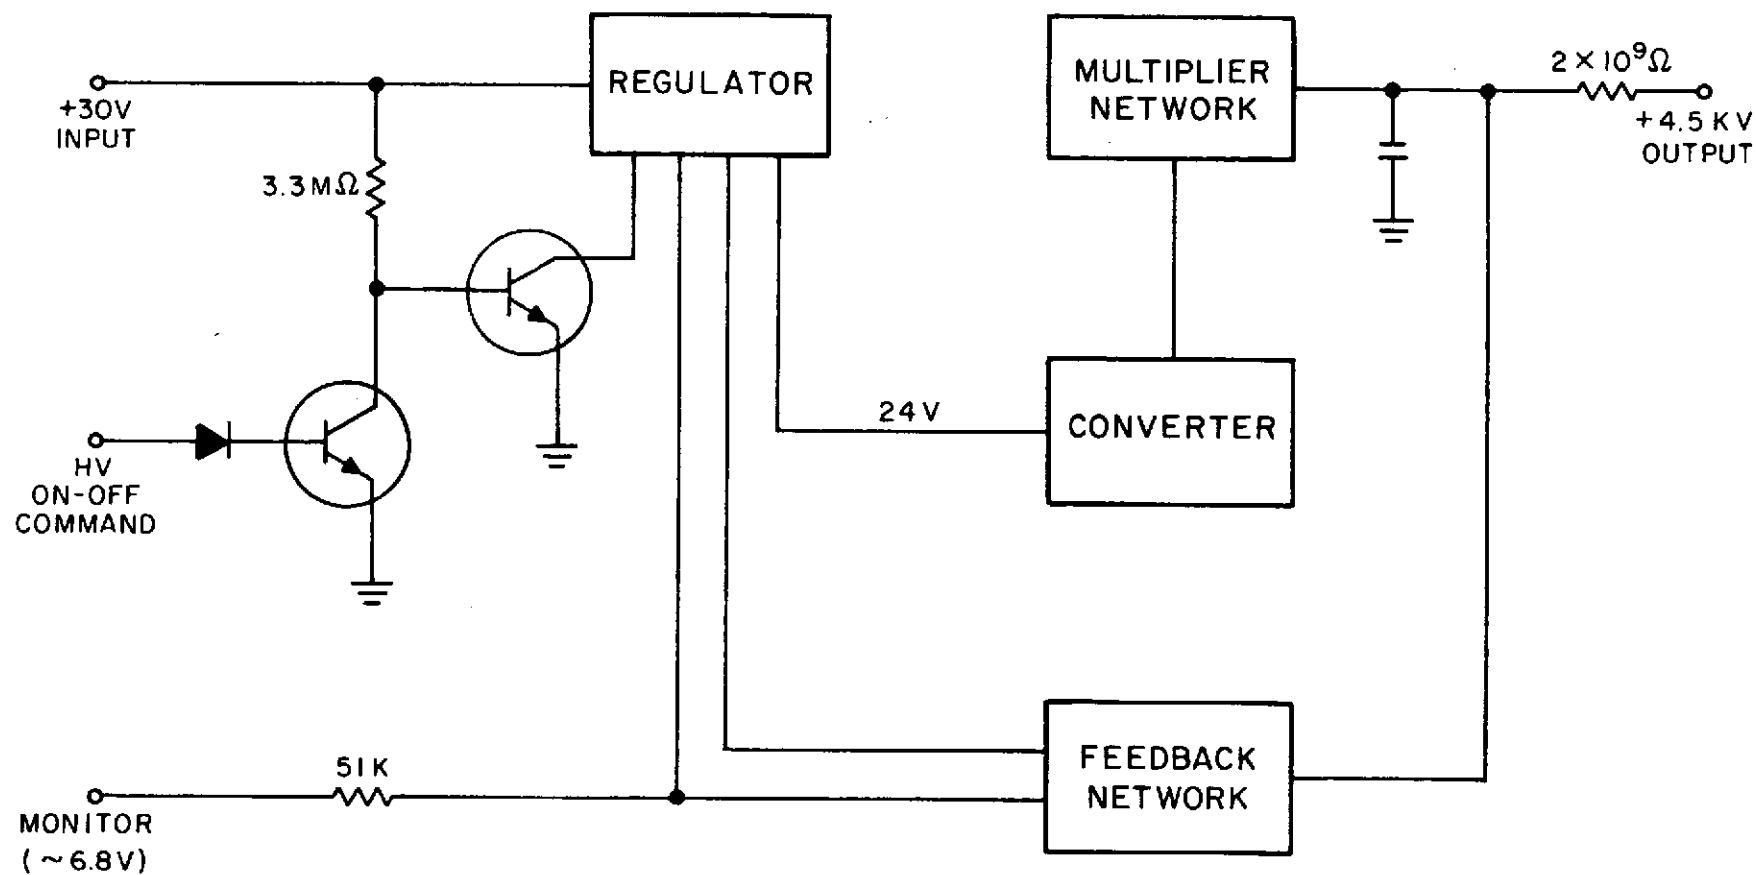 +30V
INPUT
REGULATOR
MULTIPLIER
NETWORK
2×10⁹Ω
+4.5KV
OUTPUT
3.3MΩ
24V
CONVERTER
HV
ON-OFF
COMMAND
51K
MONITOR
(~6.8V)
FEEDBACK
NETWORK